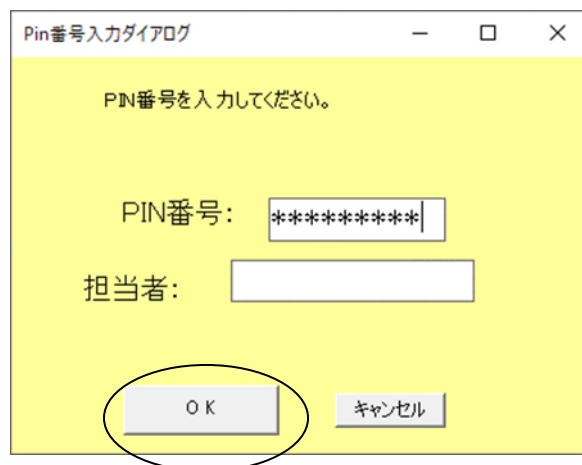 Pin番号入力ダイアログ
PIN番号を入力してください。
PIN番号: *********
担当者:
OK キャンセル